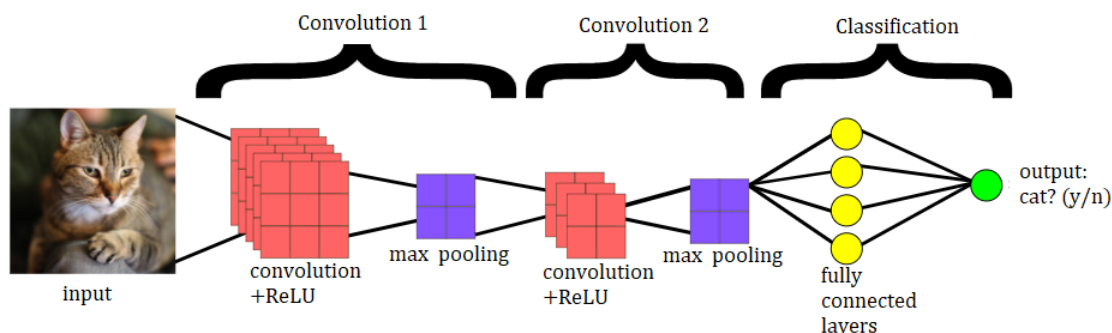 Convolution 1
Convolution 2
Classification
input
convolution
+ReLU
max pooling
convolution
+ReLU
max pooling
fully
connected
layers
output:
cat? (y/n)